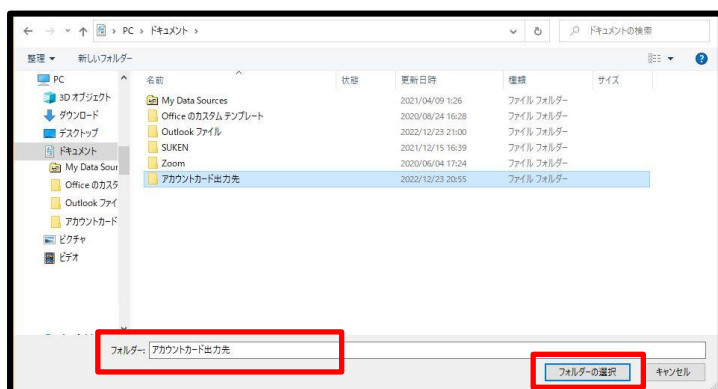 PC › ドキュメント ›
ドキュメントの検索
整理 新しいフォルダー
名前 状態 更新日時 種類 サイズ
PC
3D オブジェクト
ダウンロード
デスクトップ
ドキュメント
My Data Sour
Office のカスタ
Outlook ファイ
アカウントカード
ピクチャ
ビデオ
My Data Sources 2021/04/09 1:26 ファイル フォルダー
Office のカスタム テンプレート 2020/08/24 16:28 ファイル フォルダー
Outlook ファイル 2022/12/23 21:00 ファイル フォルダー
SUKEN 2021/12/15 16:39 ファイル フォルダー
Zoom 2020/06/04 17:24 ファイル フォルダー
アカウントカード出力先 2022/12/23 20:55 ファイル フォルダー
フォルダー: アカウントカード出力先
フォルダーの選択 キャンセル